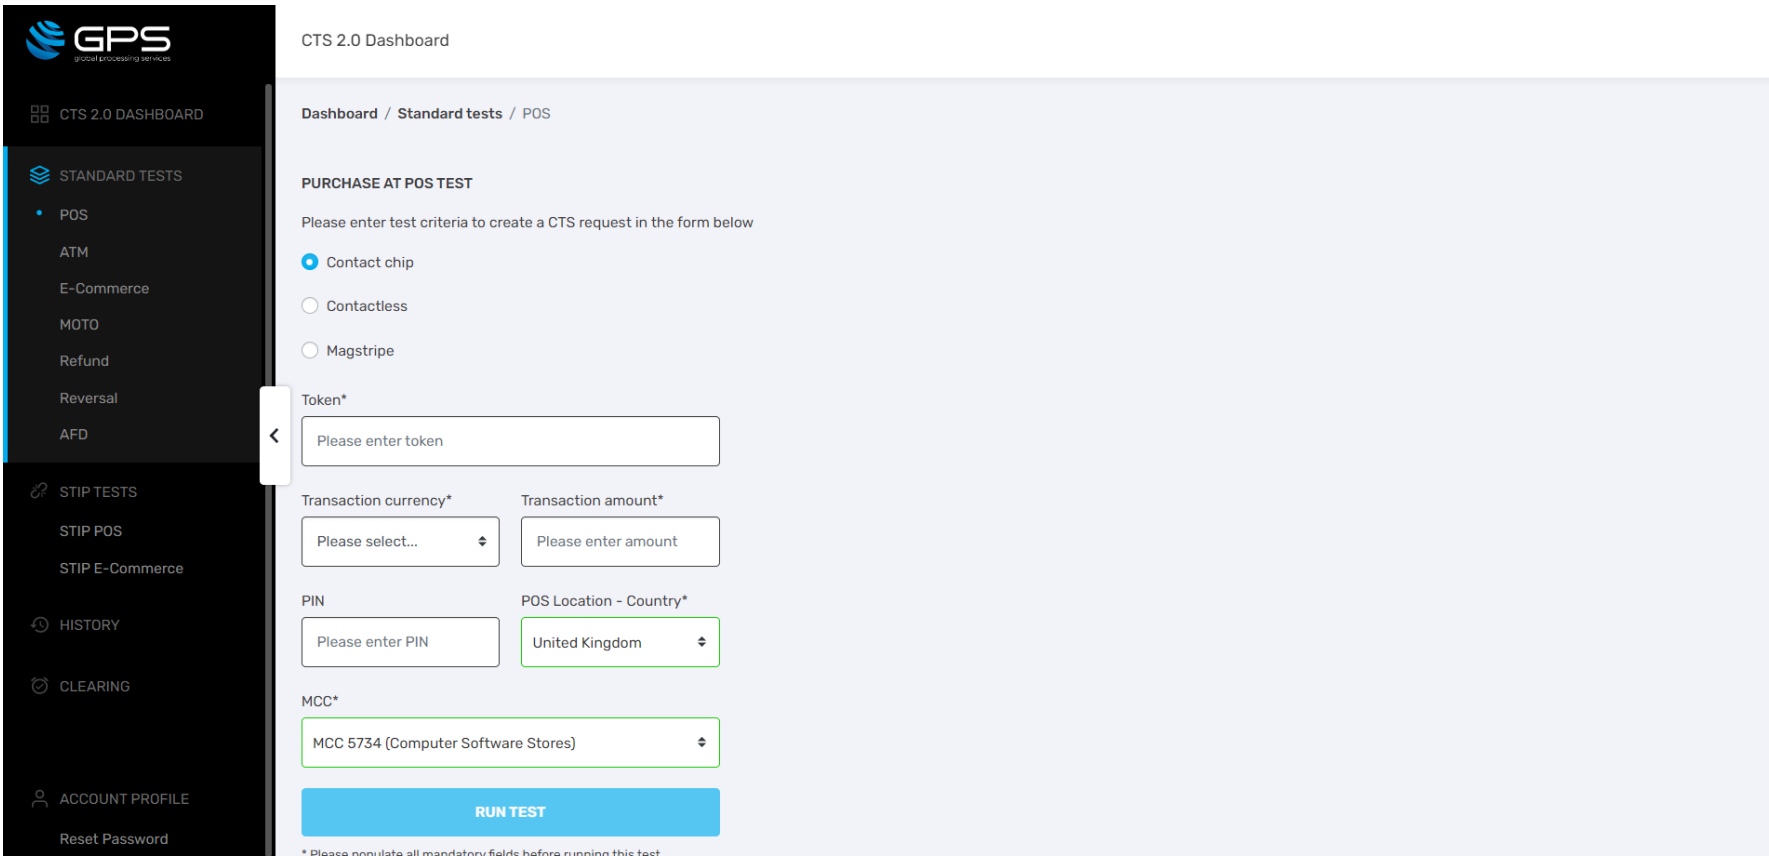 GPS
global processing services
CTS 2.0 Dashboard
CTS 2.0 DASHBOARD
STANDARD TESTS
POS
ATM
E-Commerce
MOTO
Refund
Reversal
AFD
STIP TESTS
STIP POS
STIP E-Commerce
HISTORY
CLEARING
ACCOUNT PROFILE
Reset Password
Dashboard / Standard tests / POS
PURCHASE AT POS TEST
Please enter test criteria to create a CTS request in the form below
Contact chip
Contactless
Magstripe
Token*
Please enter token
Transaction currency* Transaction amount*
Please select... Please enter amount
PIN POS Location - Country*
Please enter PIN United Kingdom
MCC*
MCC 5734 (Computer Software Stores)
RUN TEST
* Please populate all mandatory fields before running this test